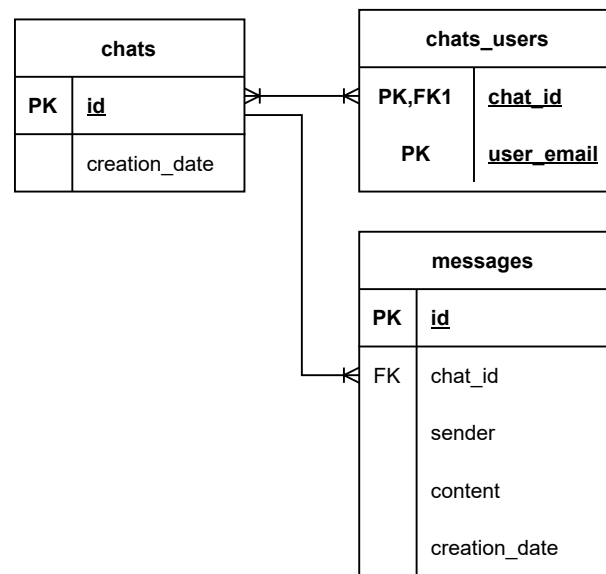 chats
PK id
creation_date
chats_users
PK,FK1 chat_id
PK user_email
messages
PK id
FK chat_id
sender
content
creation_date